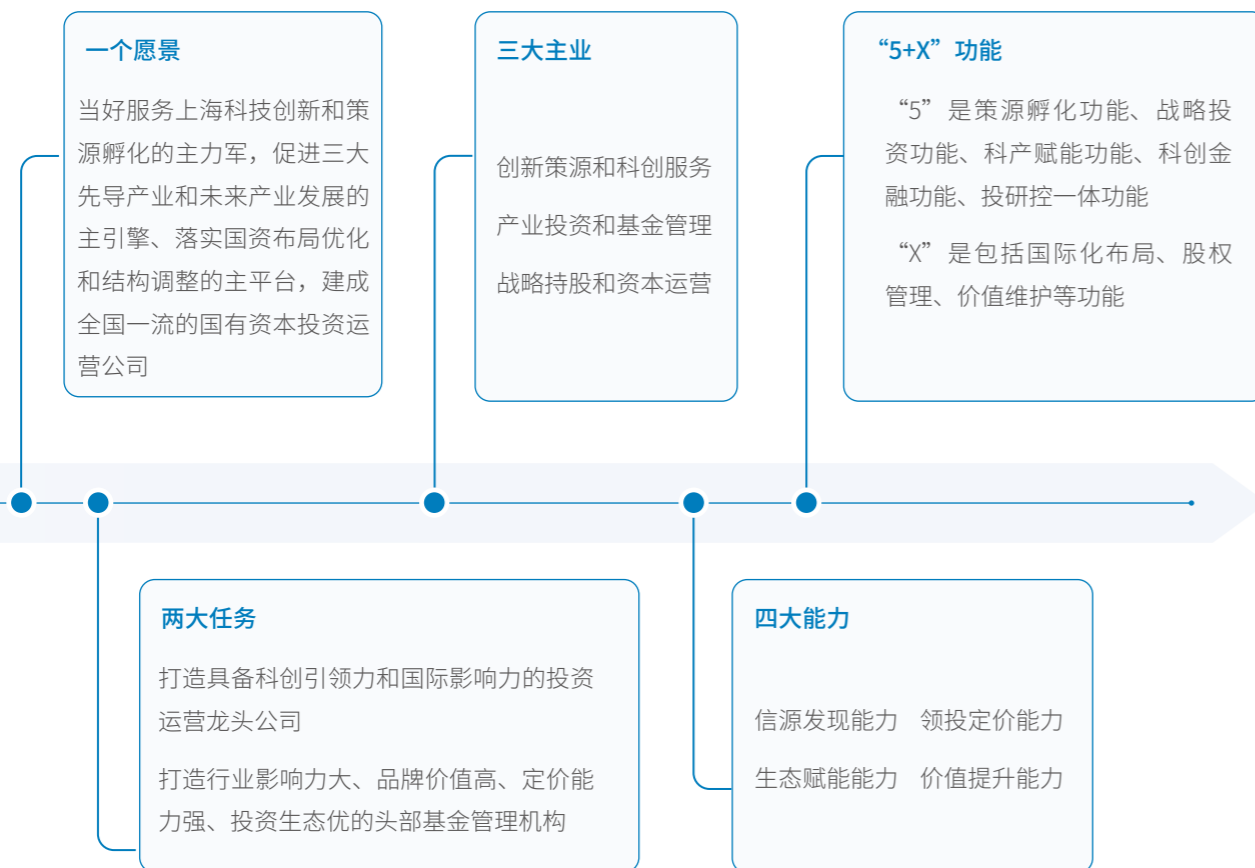 一个愿景
当好服务上海科技创新和策
源孵化的主力军，促进三大
先导产业和未来产业发展的
主引擎、落实国资布局优化
和结构调整的主平台，建成
全国一流的国有资本投资运
营公司
三大主业
创新策源和科创服务
产业投资和基金管理
战略持股和资本运营
“5+X”功能
“5”是策源孵化功能、战略投
资功能、科产赋能功能、科创金
融功能、投研控一体功能
“X”是包括国际化布局、股权
管理、价值维护等功能
两大任务
打造具备科创引领力和国际影响力的投资
运营龙头公司
打造行业影响力大、品牌价值高、定价能
力强、投资生态优的头部基金管理机构
四大能力
信源发现能力 领投定价能力
生态赋能能力 价值提升能力